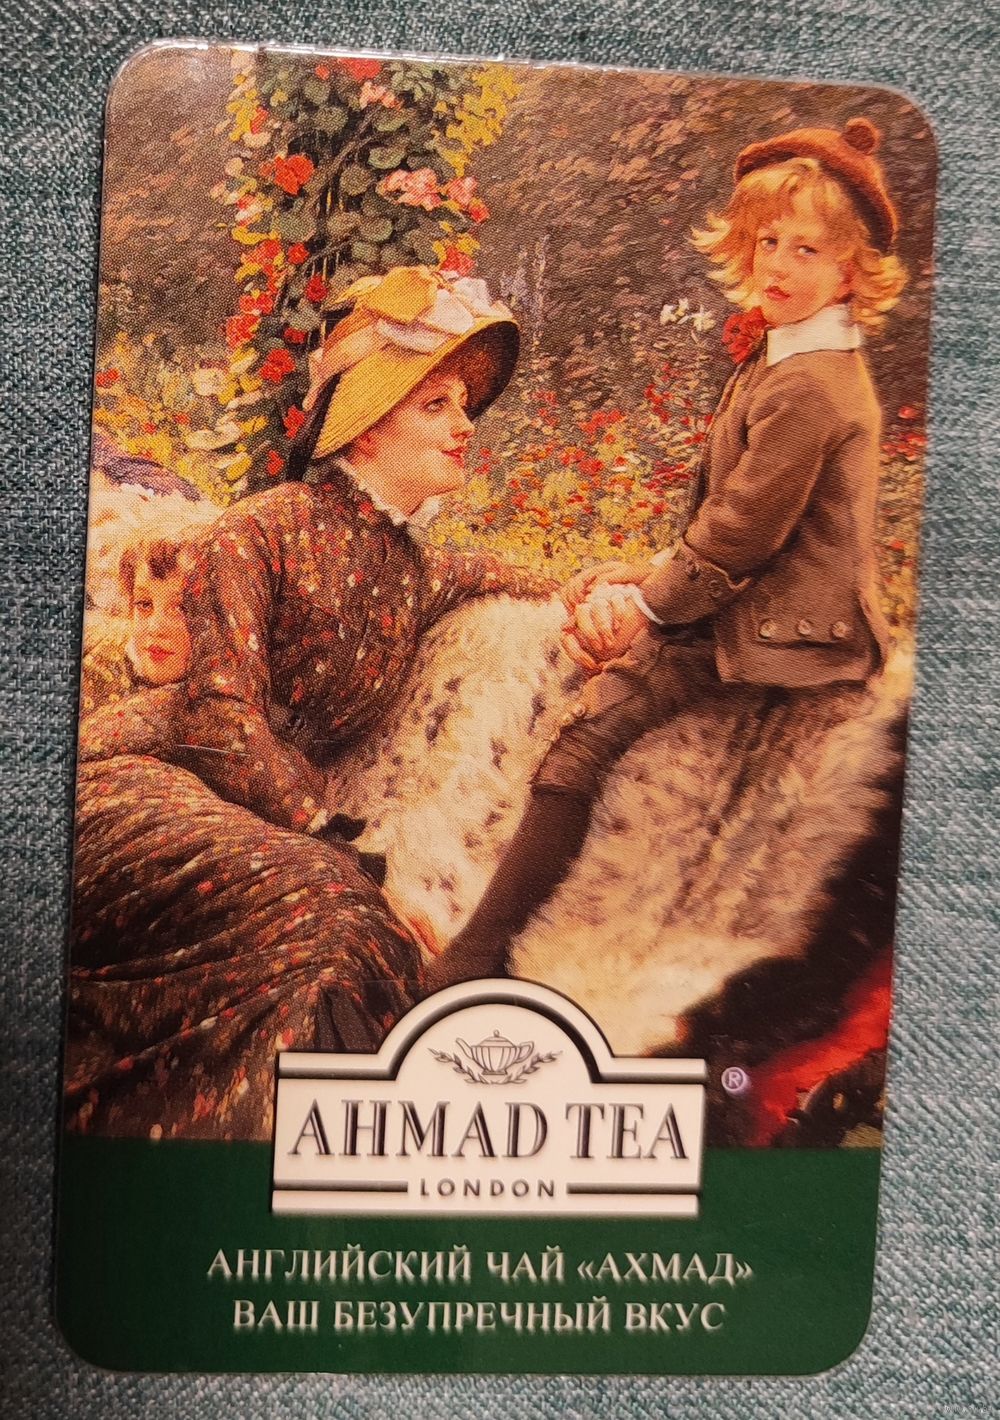 AHMAD TEA ®
LONDON
АНГЛИЙСКИЙ ЧАЙ «АХМАД»
ВАШ БЕЗУПРЕЧНЫЙ ВКУС